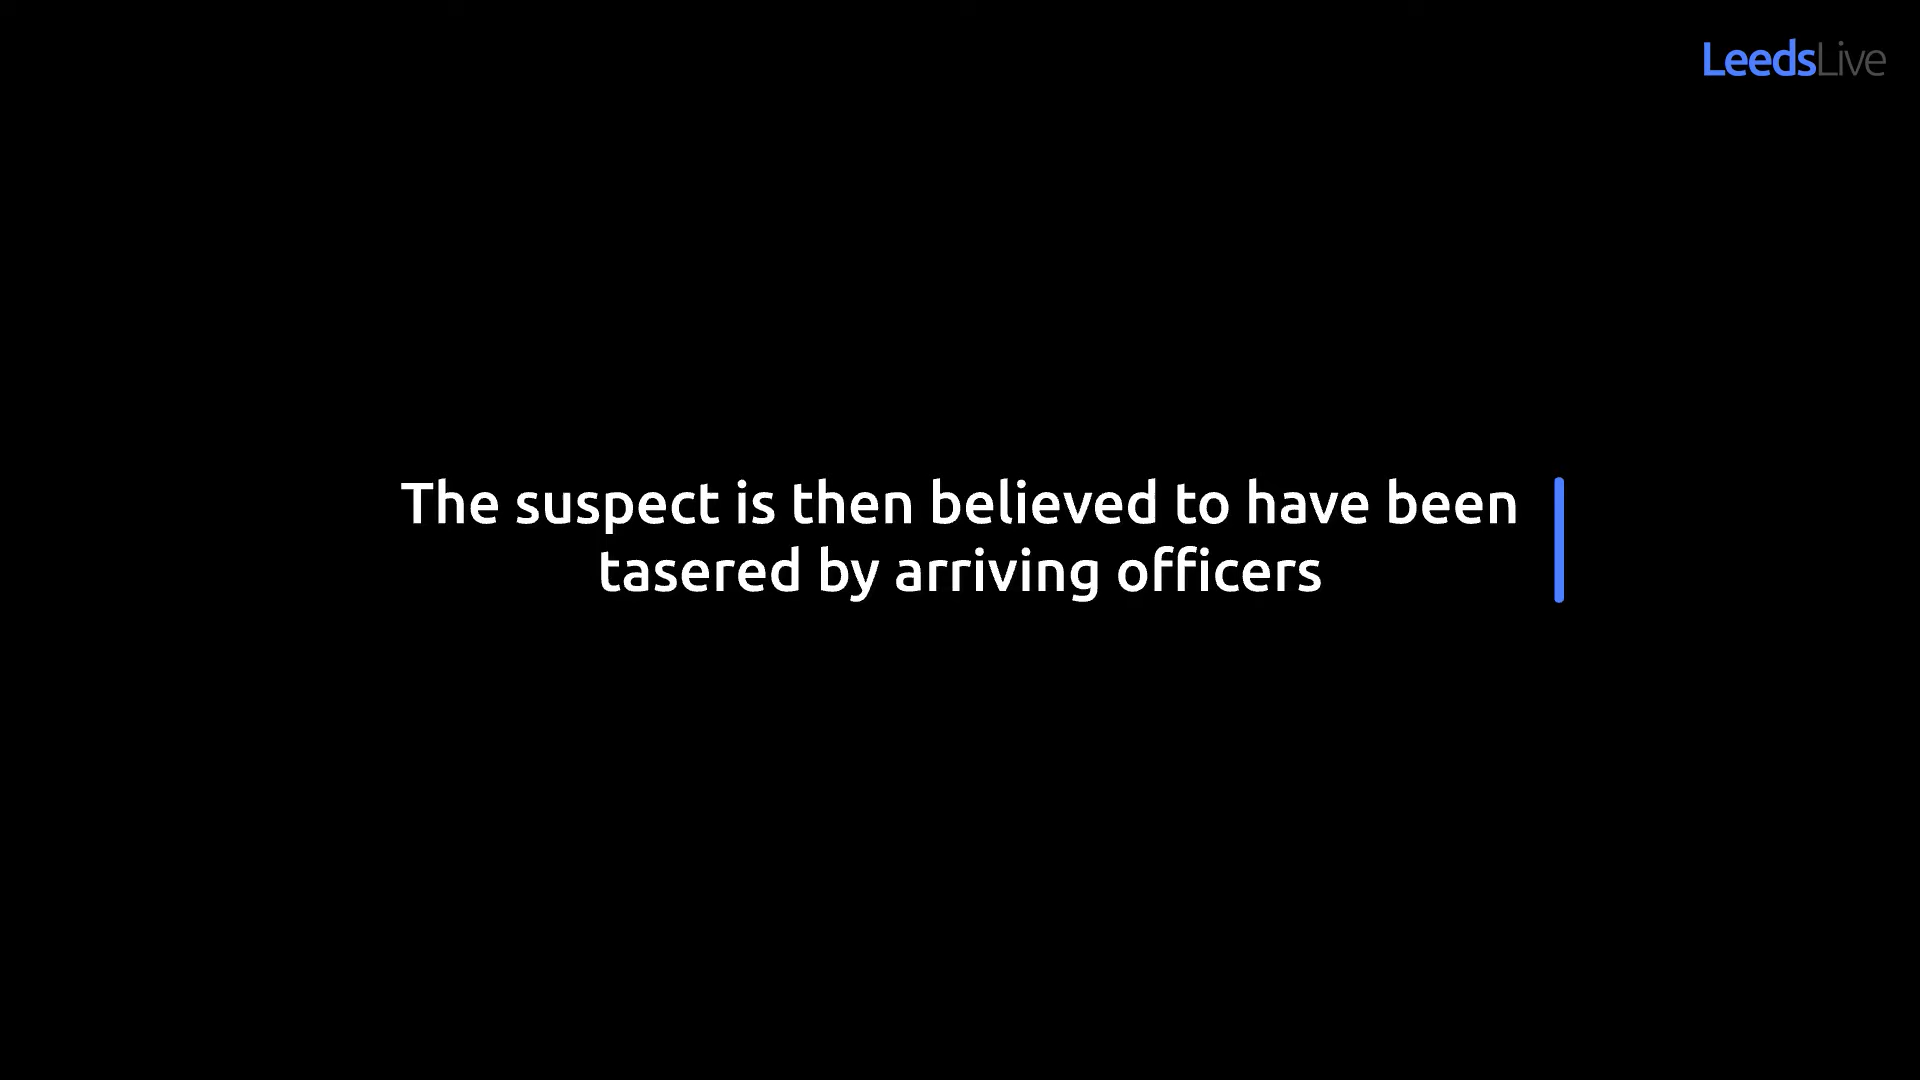 LeedsLive
The suspect is then believed to have been
tasered by arriving officers